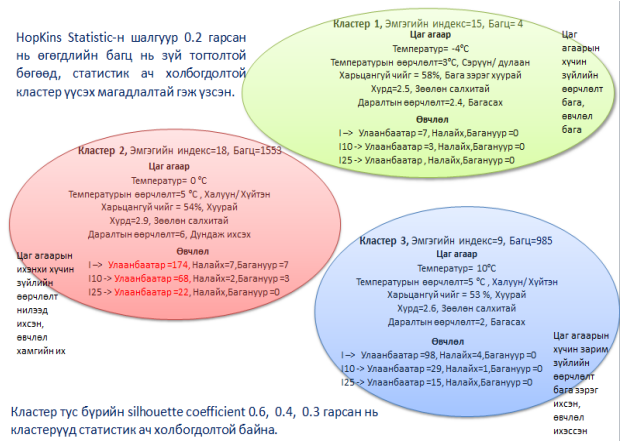 HopKins Statistic-н шалгуур 0.2 гарсан
нь өгөгдлийн багц нь зүй тогтолтой
бөгөөд, статистик ач холбогдолтой
кластер үүсэх магадлалтай гэж үзсэн.
Кластер 1, Эмгэгийн индекс=15, Багц= 4
Цаг агаар
Температур= -4⁰C
Температурын өөрчлөлт=3⁰C, Сэрүүн/ дулаан
Харьцангуй чийг = 58%, Бага зэрэг хуурай
Хурд=2.5, Зөөлөн салхитай
Даралтын өөрчлөлт=2.4, Багасах
Өвчлөл
I –> Улаанбаатар =7, Налайх,Багануур =0
I10 -> Улаанбаатар =3, Налайх,Багануур =0
I25 -> Улаанбаатар , Налайх,Багануур =0
Цаг
агаарын
хүчин
зүйлийн
өөрчлөлт
бага,
өвчлөл
бага
Кластер 2, Эмгэгийн индекс=18, Багц=1553
Цаг агаар
Температур= 0 ⁰C
Температурын өөрчлөлт=5 ⁰C , Халуун/ Хүйтэн
Харьцангуй чийг = 54%, Хуурай
Хурд=2.9, Зөөлөн салхитай
Даралтын өөрчлөлт=6, Дундаж ихсэх
Өвчлөл
I –> Улаанбаатар =174, Налайх=7,Багануур =7
I10 -> Улаанбаатар =68, Налайх=2,Багануур =3
I25 -> Улаанбаатар =22, Налайх,Багануур =0
Цаг агаарын
ихэнхи хүчин
зүйлийн
өөрчлөлт
нилээд
ихсэн,
өвчлөл
хамгийн их
Кластер 3, Эмгэгийн индекс=9, Багц=985
Цаг агаар
Температур= 10⁰C
Температурын өөрчлөлт=5 ⁰C , Халуун/ Хүйтэн
Харьцангуй чийг = 53 %, Хуурай
Хурд=2.6, Зөөлөн салхитай
Даралтын өөрчлөлт=2, Багасах
Өвчлөл
I –> Улаанбаатар =98, Налайх=4,Багануур =0
I10 -> Улаанбаатар =29, Налайх=1,Багануур =0
I25 -> Улаанбаатар =15, Налайх,Багануур =0
Цаг агаарын
хүчин зарим
зүйлийн
өөрчлөлт
бага зэрэг
ихсэн,
өвчлөл
ихэссэн
Кластер тус бүрийн silhouette coefficient 0.6, 0.4, 0.3 гарсан нь
кластерууд статистик ач холбогдолтой байна.